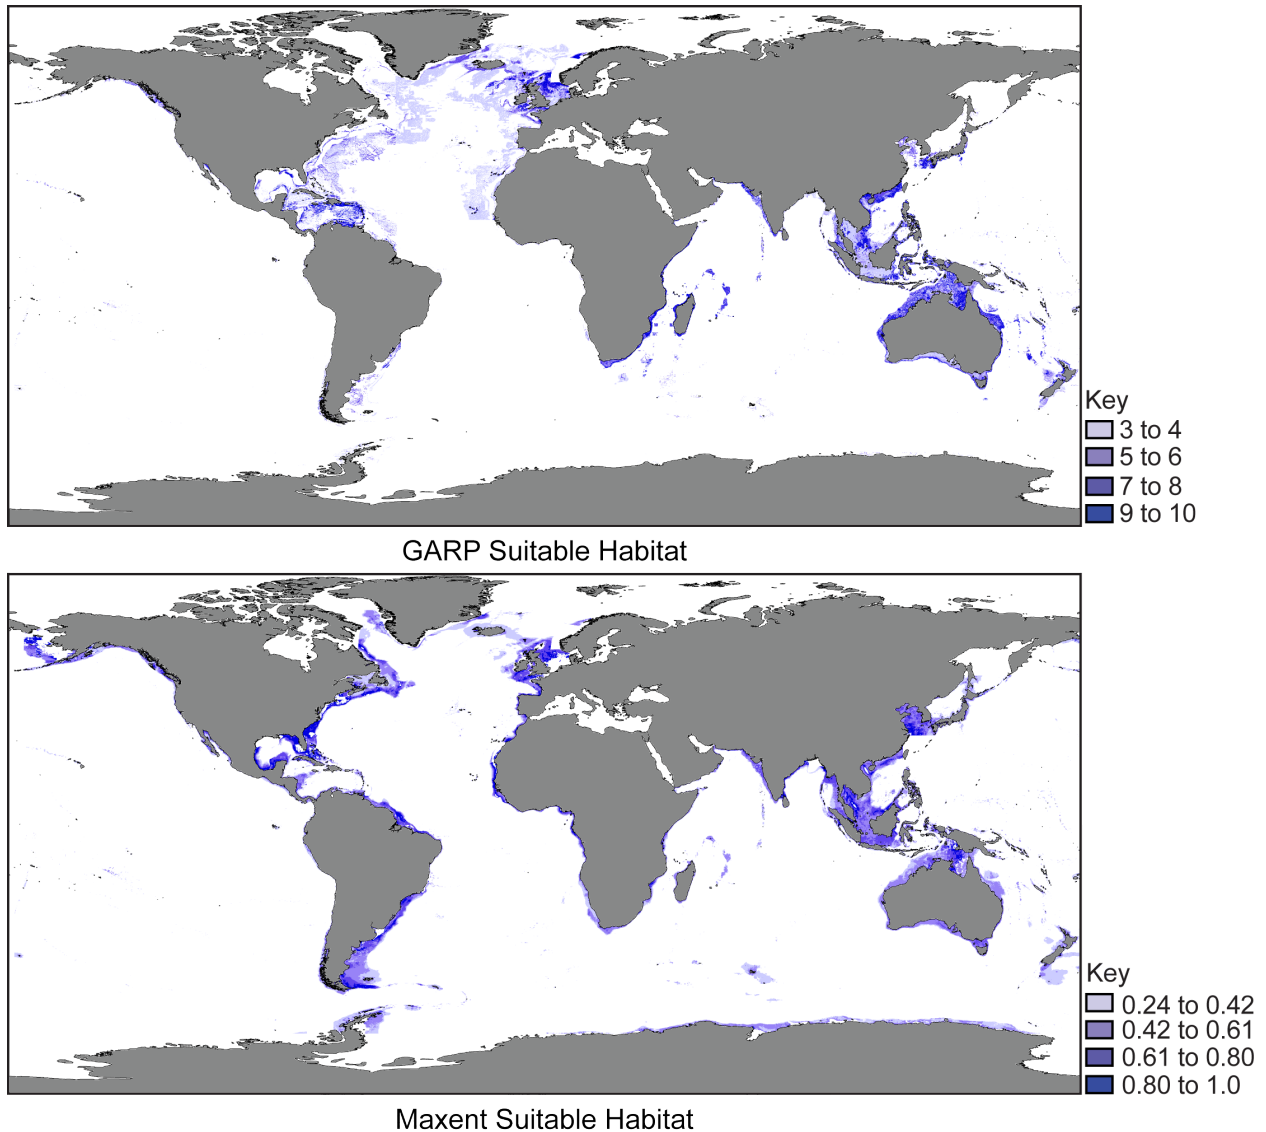 Key
3 to 4
5 to 6
7 to 8
9 to 10
GARP Suitable Habitat
Key
0.24 to 0.42
0.42 to 0.61
0.61 to 0.80
0.80 to 1.0
Maxent Suitable Habitat